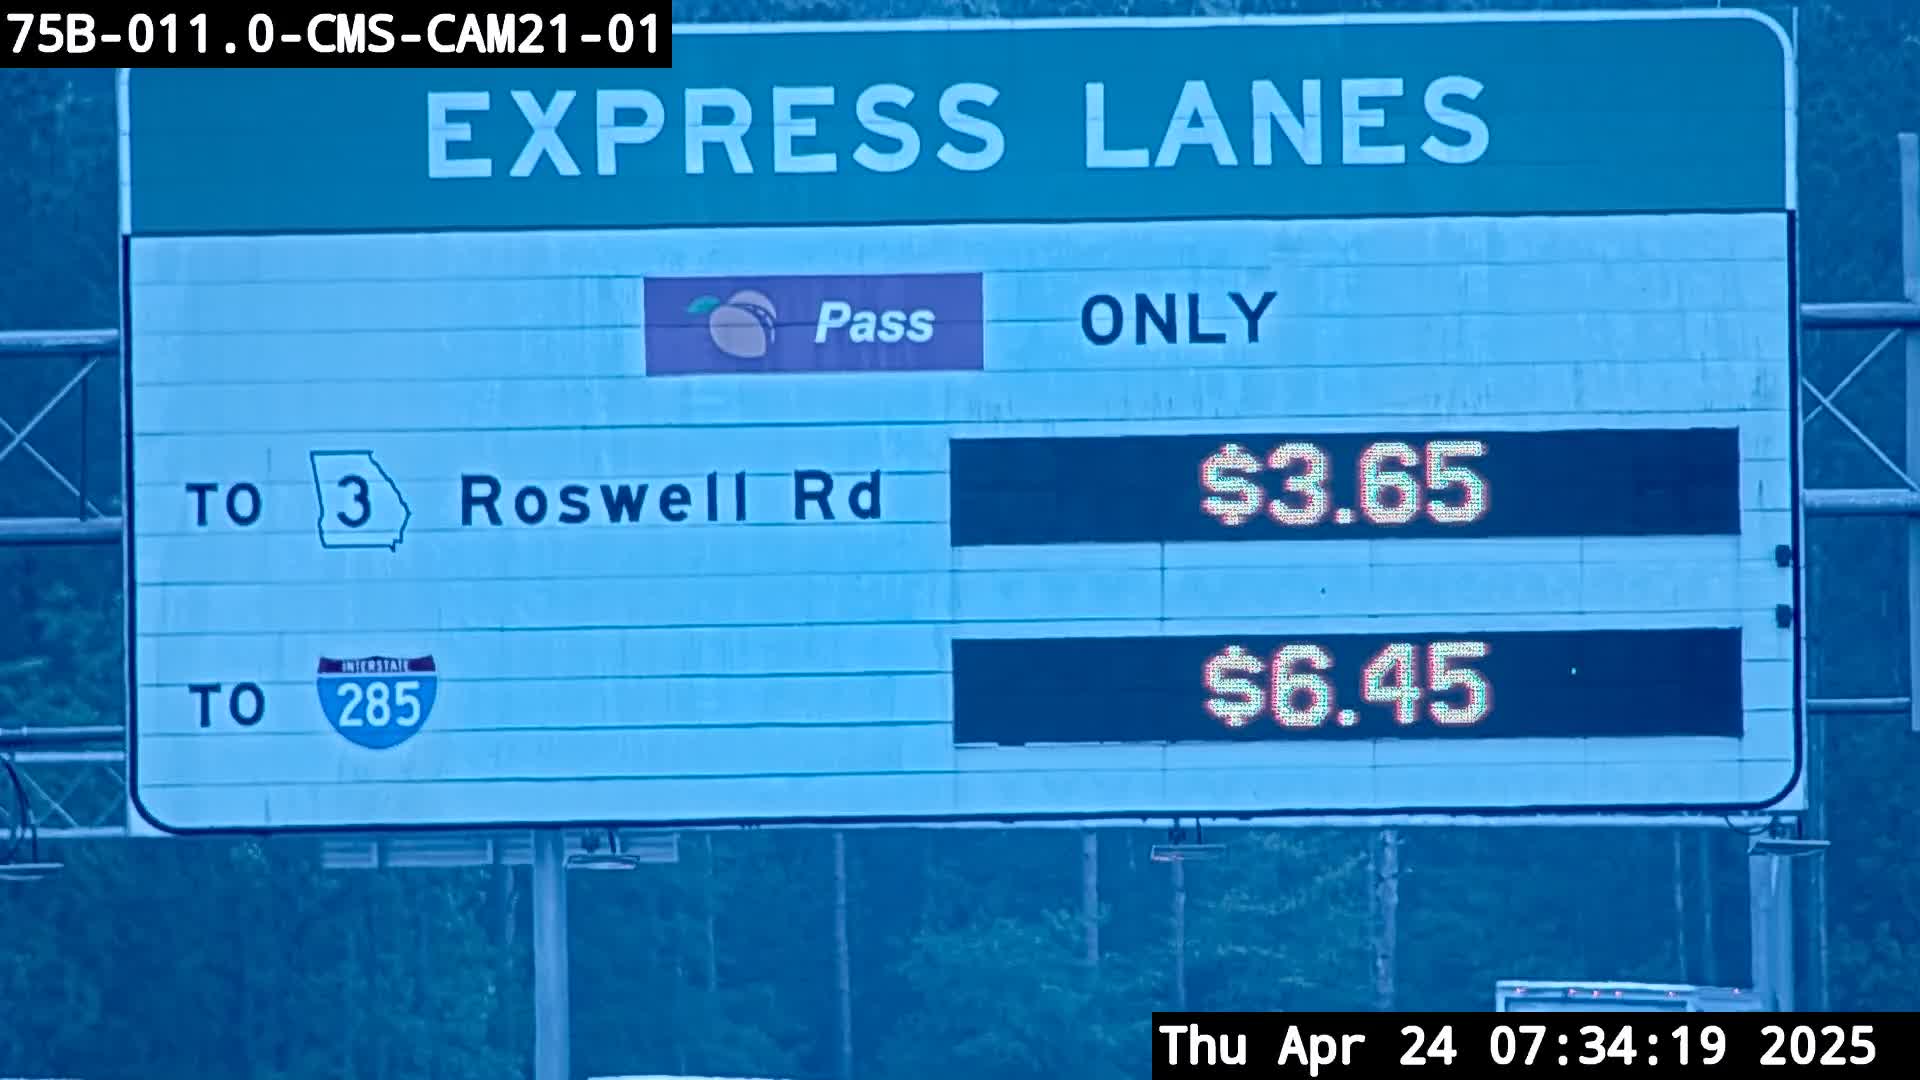 75B-011.0-CMS-CAM21-01
EXPRESS LANES
Pass ONLY
TO 3 Roswell Rd $3.65
INTERSTATE
TO 285 $6.45
Thu Apr 24 07:34:19 2025